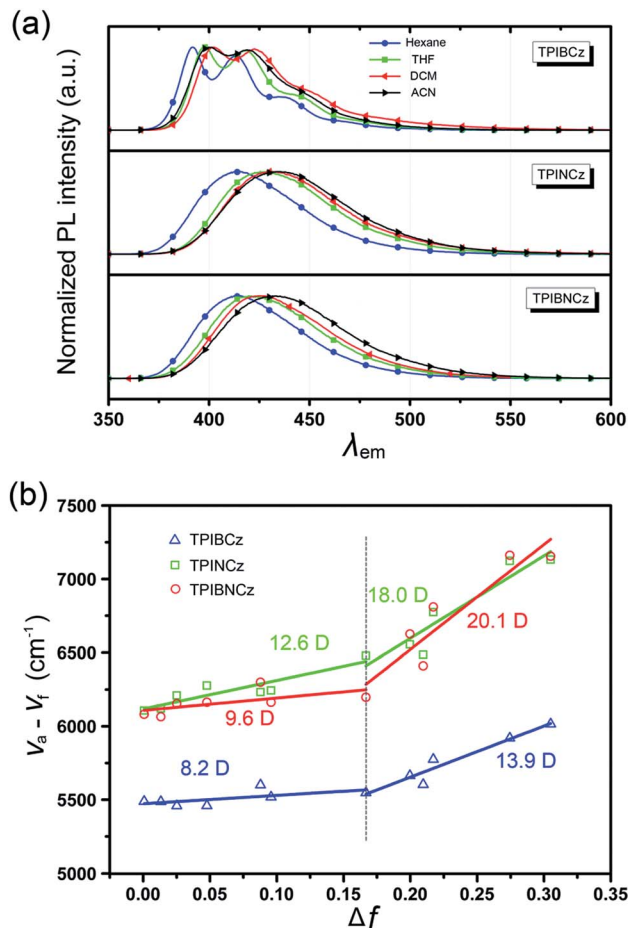 (a)
Normalized PL intensity (a.u.)
Hexane
THF
DCM
ACN
TPIBCz
TPINCz
TPIBNCz
350 400 450 500 550 600
λem
(b)
7500
7000
6500
6000
5500
5000
Va - Vf (cm-1)
TPIBCz
TPINCz
TPIBNCz
18.0 D
12.6 D
20.1 D
9.6 D
8.2 D
13.9 D
0.00 0.05 0.10 0.15 0.20 0.25 0.30 0.35
Δf